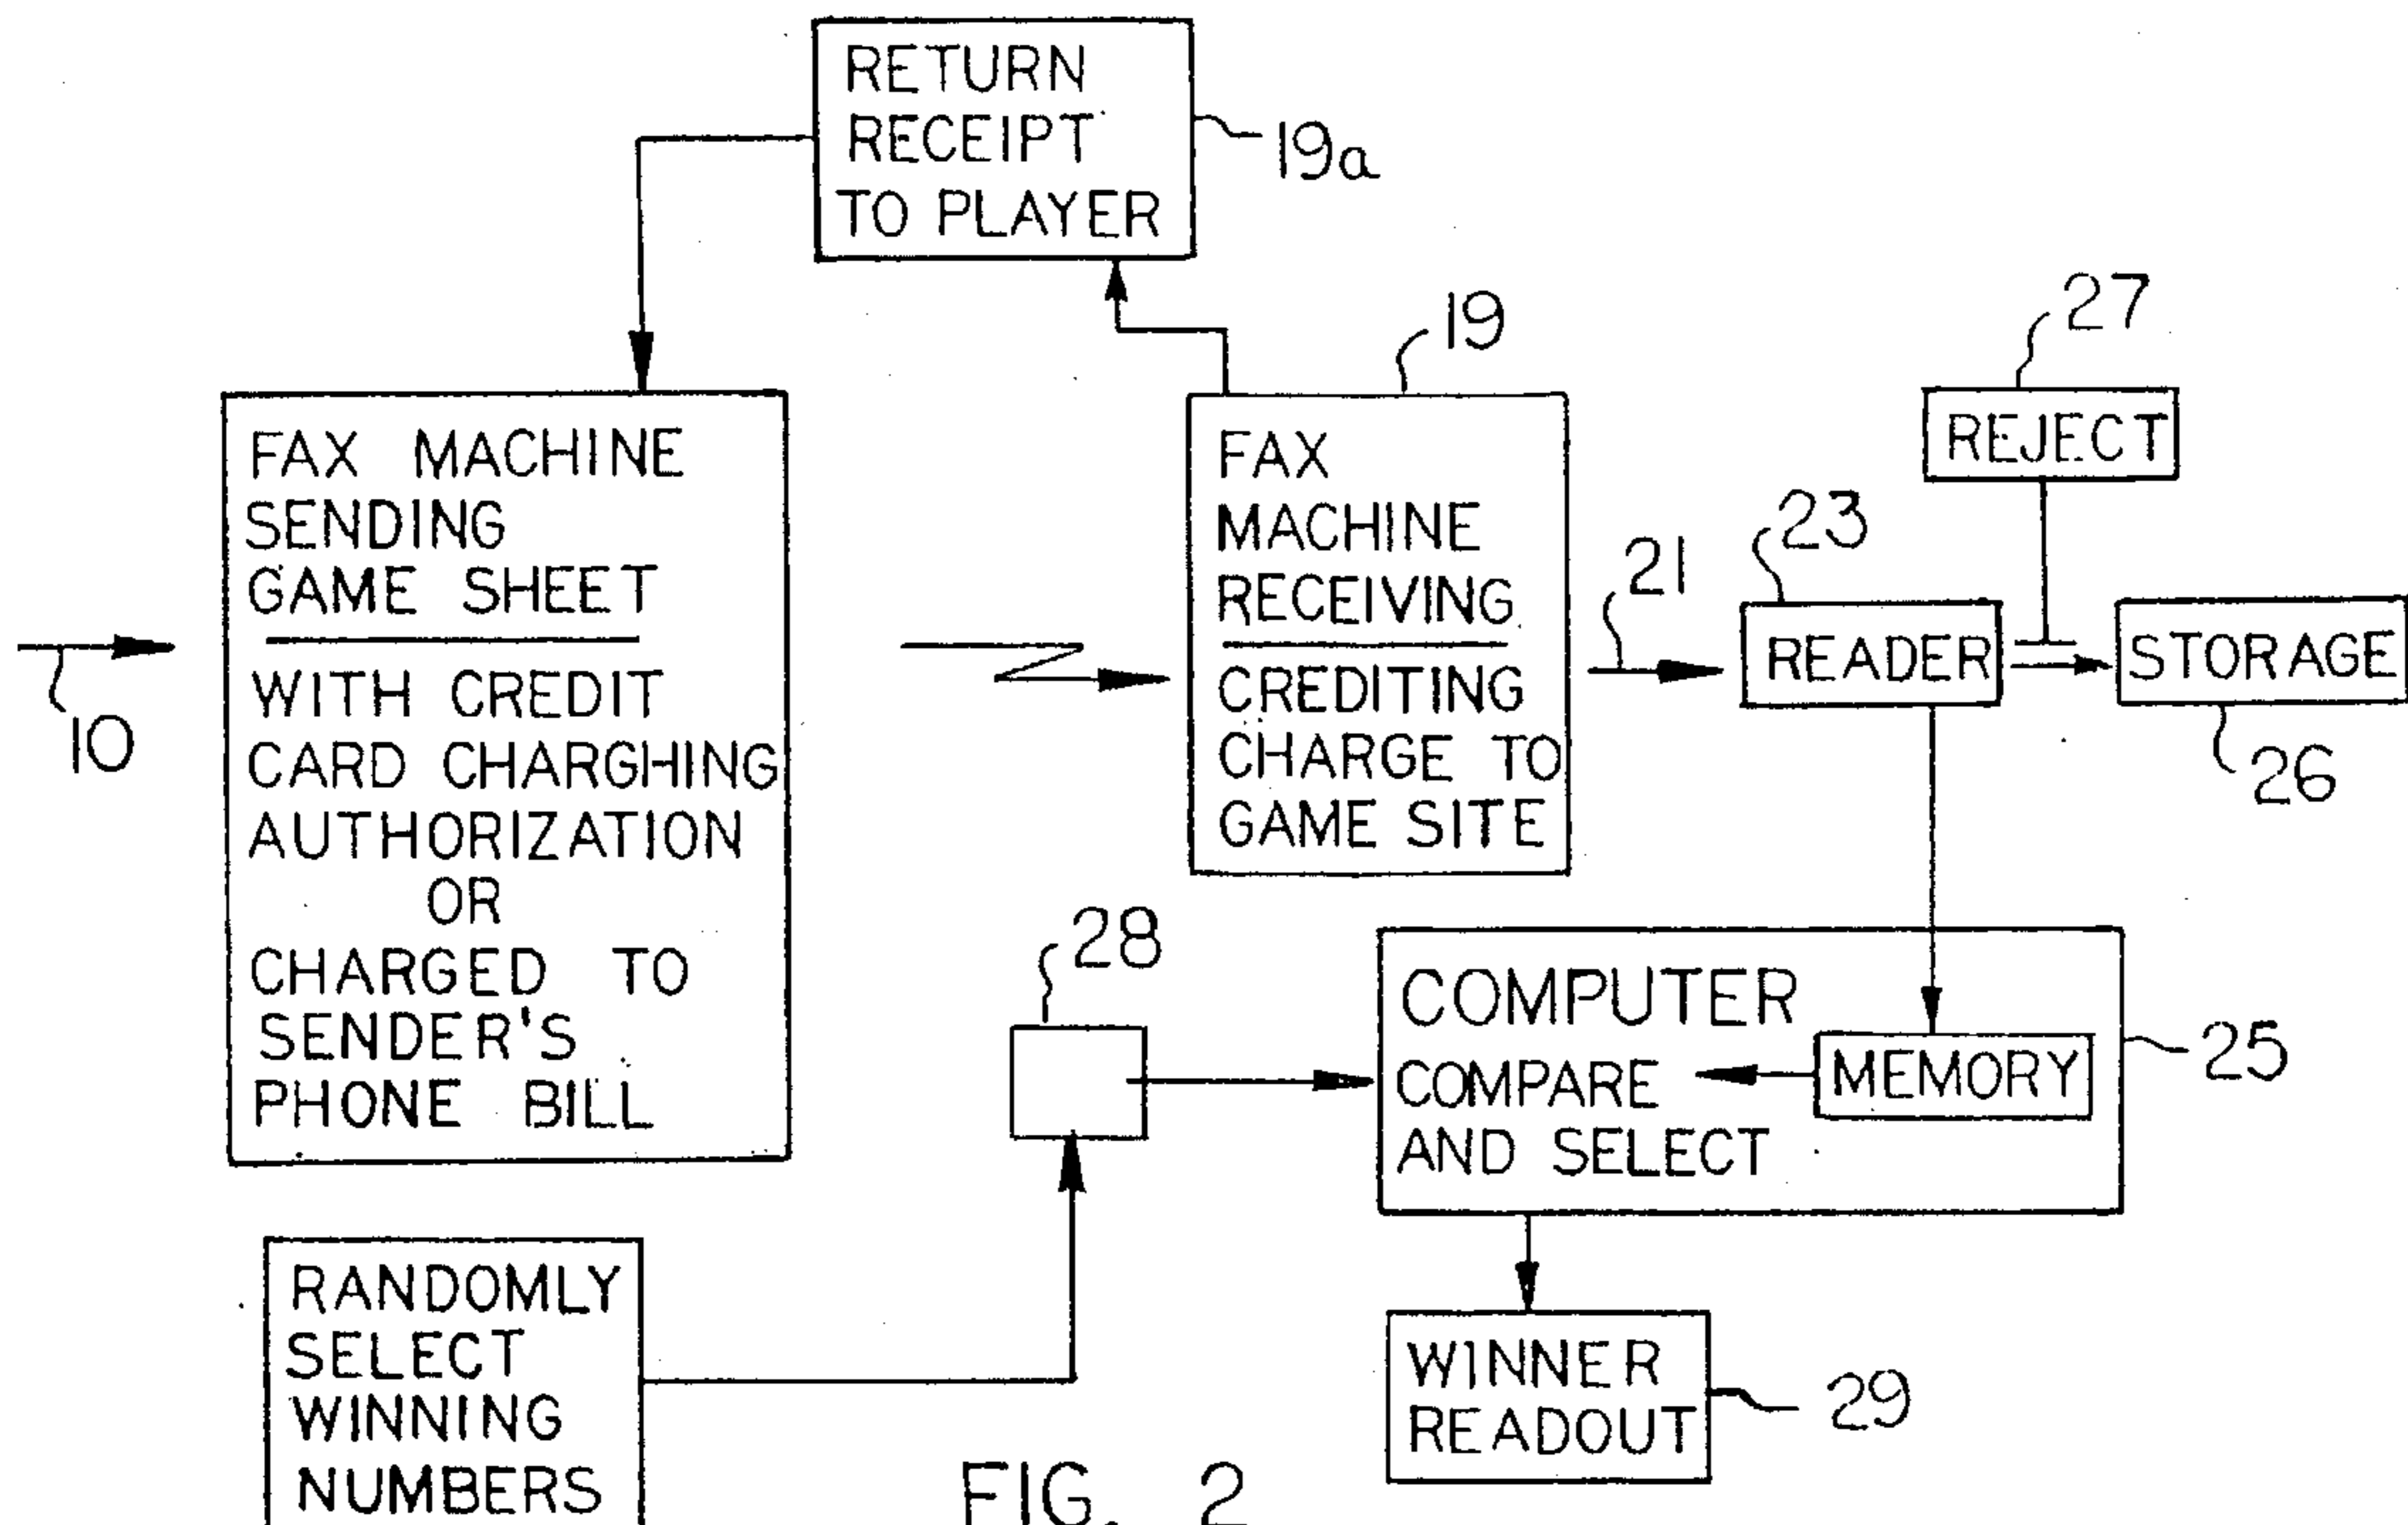 RETURN
RECEIPT
TO PLAYER
19a
FAX MACHINE
SENDING
GAME SHEET
WITH CREDIT
CARD CHARGHING
AUTHORIZATION
OR
CHARGED TO
SENDER'S
PHONE BILL
10
19
FAX
MACHINE
RECEIVING
CREDITING
CHARGE TO
GAME SITE
21
23
READER
27
REJECT
STORAGE
26
28
COMPUTER
COMPARE
AND SELECT
MEMORY
25
RANDOMLY
SELECT
WINNING
NUMBERS
WINNER
READOUT
29
FIG. 2